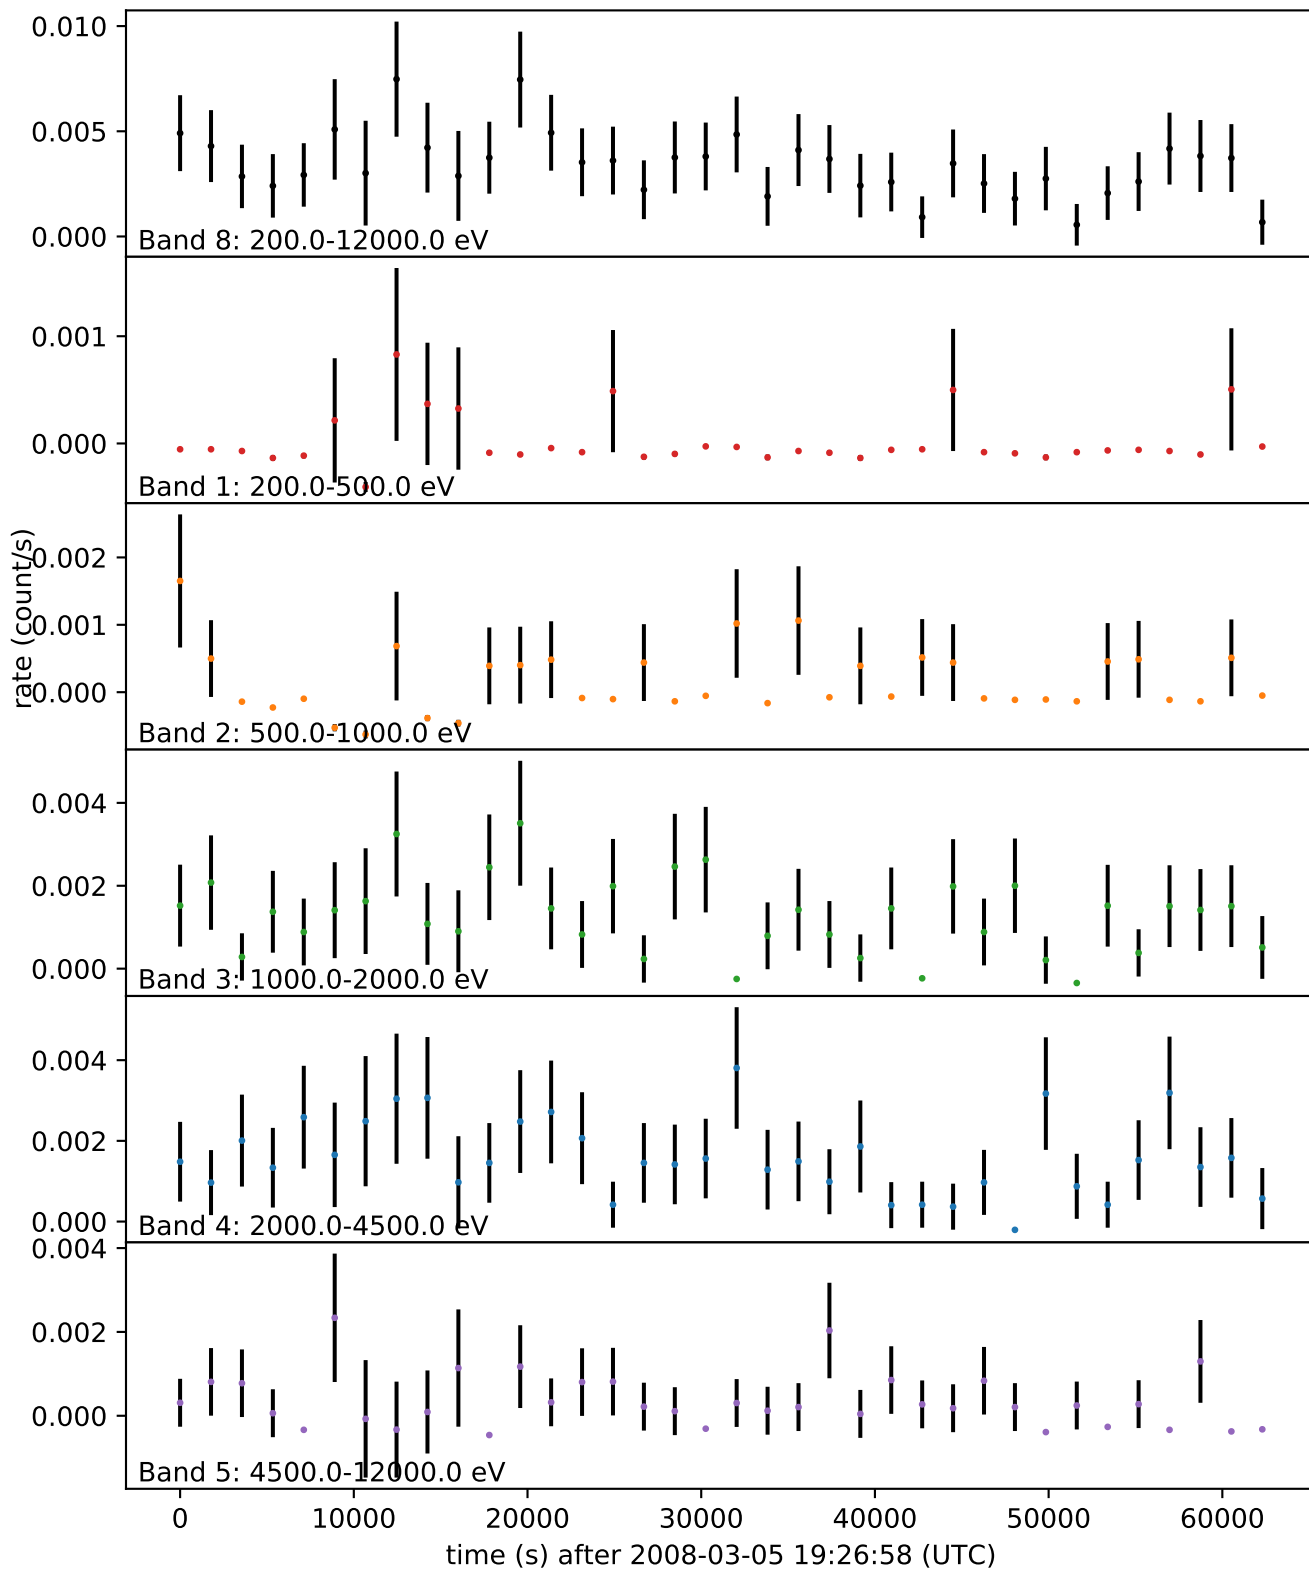 0.010
0.005
0.000
Band 8: 200.0-12000.0 eV
0.001
0.000
Band 1: 200.0-500.0 eV
rate (count/s)
0.002
0.001
0.000
Band 2: 500.0-1000.0 eV
0.004
0.002
0.000
Band 3: 1000.0-2000.0 eV
0.004
0.002
0.000
Band 4: 2000.0-4500.0 eV
0.004
0.002
0.000
Band 5: 4500.0-12000.0 eV
0 10000 20000 30000 40000 50000 60000
time (s) after 2008-03-05 19:26:58 (UTC)